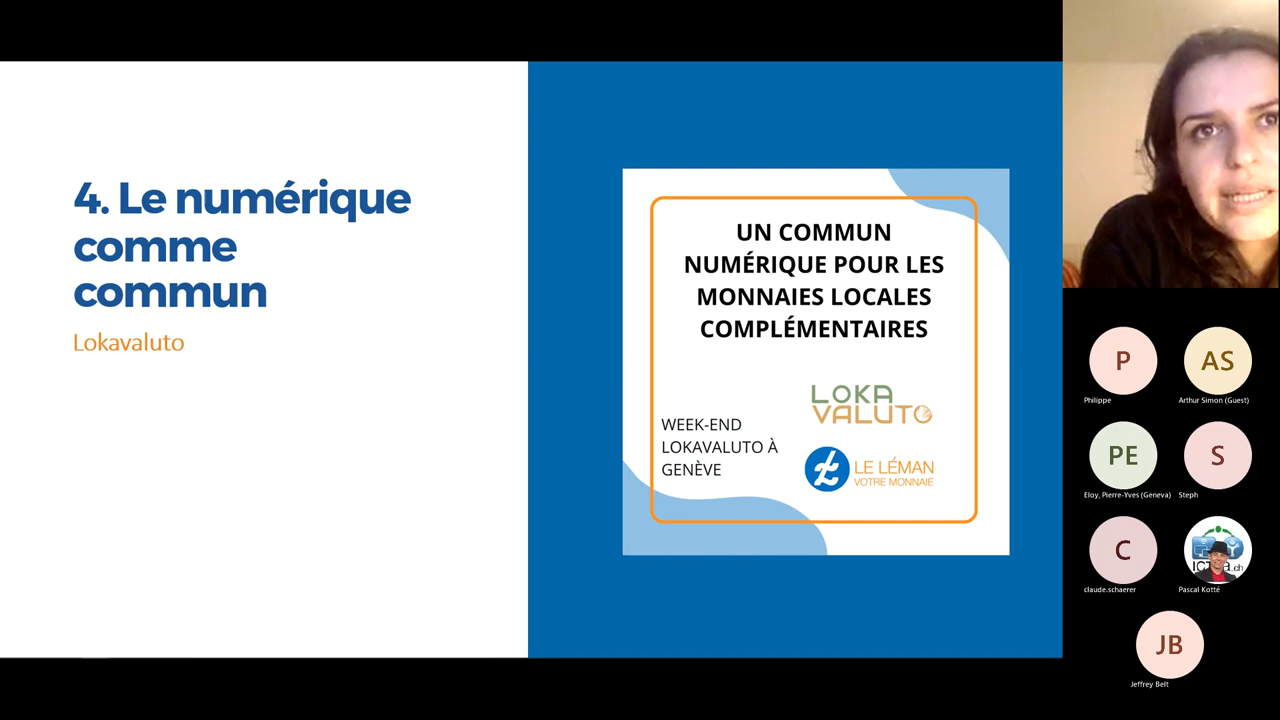 4. Le numérique
comme
commun
Lokavaluto
UN COMMUN
NUMÉRIQUE POUR LES
MONNAIES LOCALES
COMPLÉMENTAIRES
LOKA
VALUTO
WEEK-END
LOKAVALUTO À
GENÈVE
LE LÉMAN
VOTRE MONNAIE
P
AS
Philippe
Arthur Simon (Guest)
PE
S
Eloy, Pierre-Yves (Geneva)
Steph
C
claude.schaerer
Pascal Kotté
JB
Jeffrey Belt